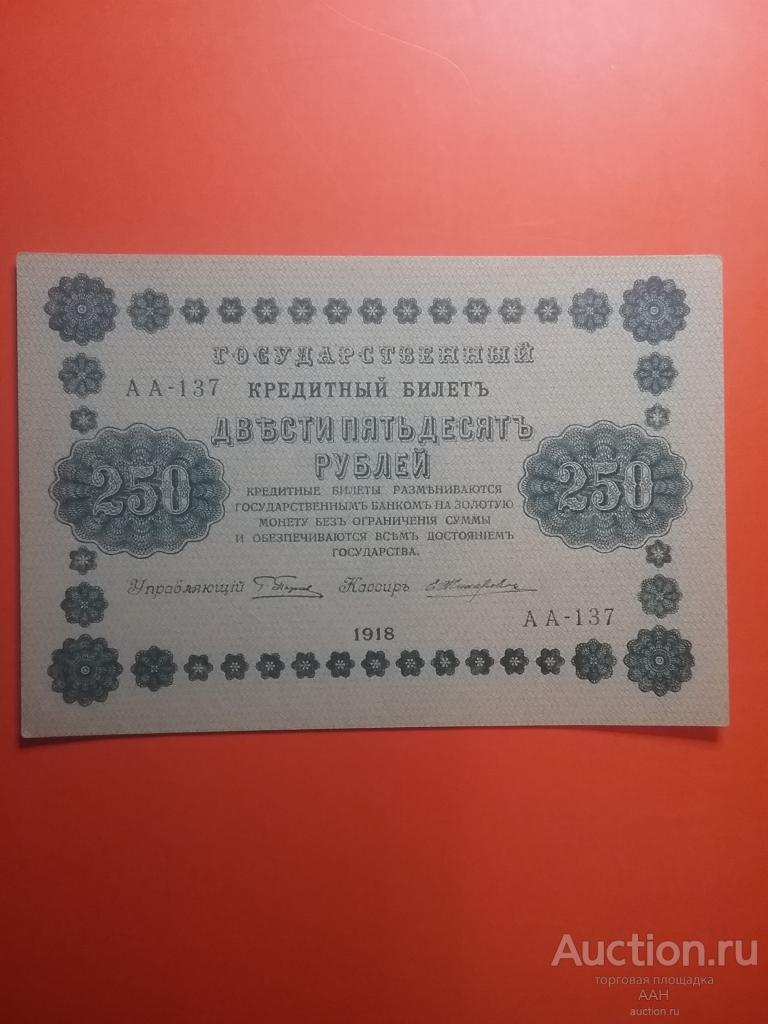 ГОСУДАРСТВЕННЫЙ
АА-137 КРЕДИТНЫЙ БИЛЕТЪ
ДВѢСТИ ПЯТЬДЕСЯТЪ
РУБЛЕЙ
250
250
КРЕДИТНЫЕ БИЛЕТЫ РАЗМѢНИВАЮТСЯ
ГОСУДАРСТВЕННЫМЪ БАНКОМЪ НА ЗОЛОТУЮ
МОНЕТУ БЕЗЪ ОГРАНИЧЕНІЯ СУММЫ
И ОБЕЗПЕЧИВАЮТСЯ ВСѢМЪ ДОСТОЯНІЕМЪ
ГОСУДАРСТВА.
Управляющій Кассиръ
АА-137
1918
Auction.ru
торговая площадка
ААН
auction.ru